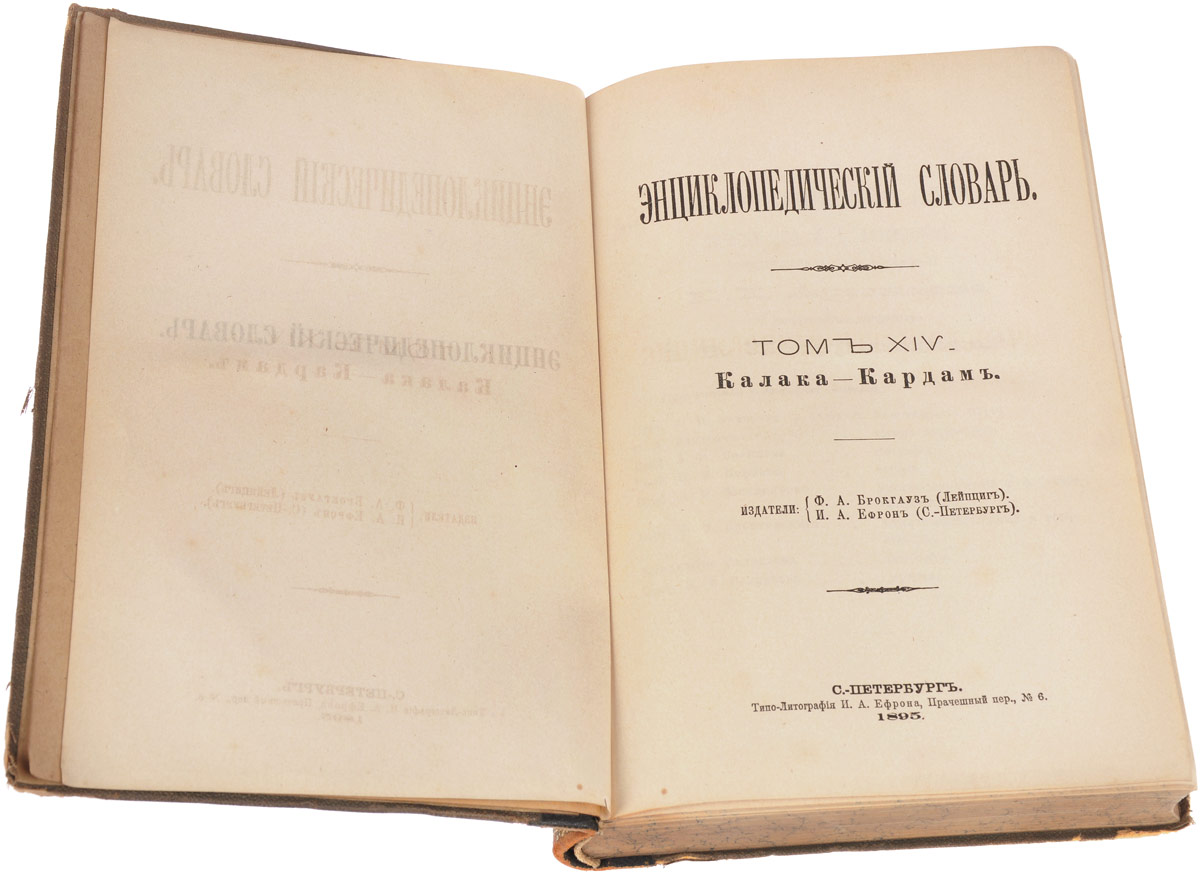 ЭНЦИКЛОПЕДИЧЕСКІЙ СЛОВАРЬ.
ТОМЪ XIV.
Калака—Кардамъ.
ИЗДАТЕЛИ: { Ф. А. Брокгаузъ (Лейпцигъ).
И. А. Ефронъ (С.-Петербургъ).
С.-ПЕТЕРБУРГЪ.
Типо-Литографія И. А. Ефрона, Прачешный пер., № 6.
1895.